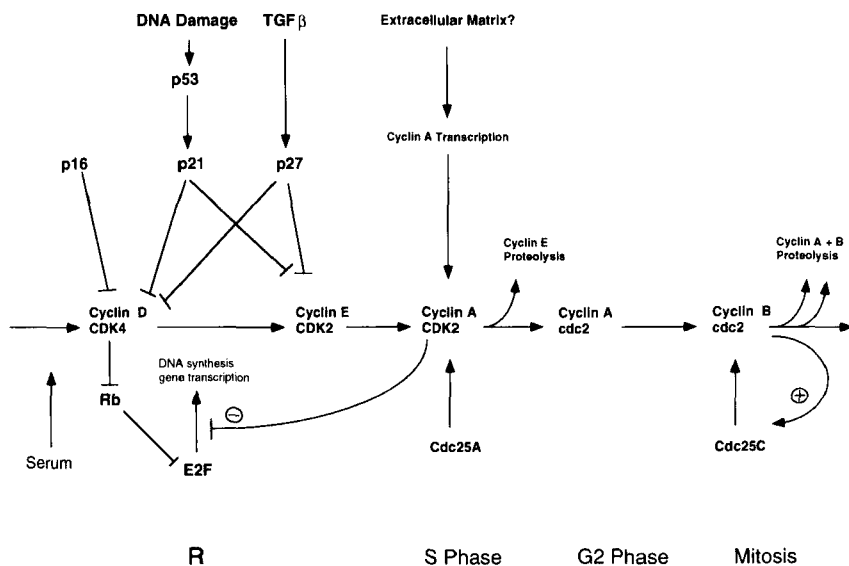 DNA Damage
TGF β
Extracellular Matrix?
p53
Cyclin A Transcription
p16
p21
p27
Cyclin E
Proteolysis
Cyclin A + B
Proteolysis
Cyclin D
CDK4
Cyclin E
CDK2
Cyclin A
CDK2
Cyclin A
cdc2
Cyclin B
cdc2
DNA synthesis
gene transcription
Rb
−
+
Serum
E2F
Cdc25A
Cdc25C
R
S Phase
G2 Phase
Mitosis